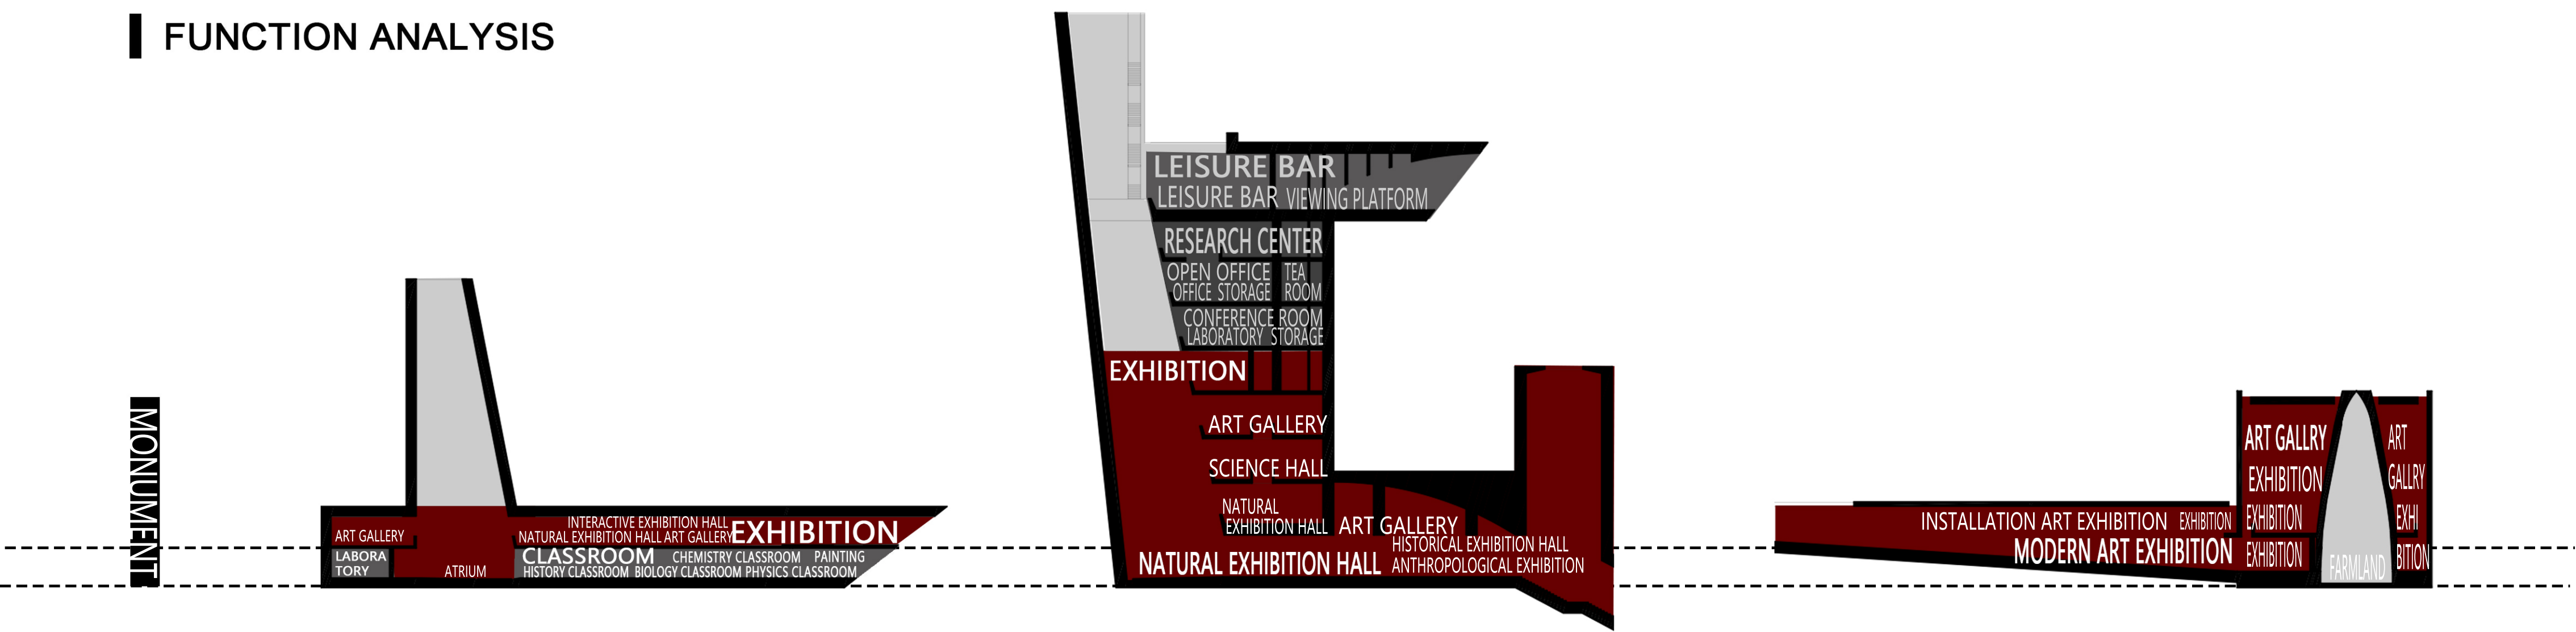 FUNCTION ANALYSIS
MONUMENT
ART GALLERY
LABORA
TORY
ATRIUM
INTERACTIVE EXHIBITION HALL
NATURAL EXHIBITION HALL ART GALLERY
EXHIBITION
CLASSROOM CHEMISTRY CLASSROOM PAINTING
HISTORY CLASSROOM BIOLOGY CLASSROOM PHYSICS CLASSROOM
LEISURE BAR
LEISURE BAR VIEWING PLATFORM
RESEARCH CENTER
OPEN OFFICE TEA
OFFICE STORAGE ROOM
CONFERENCE ROOM
LABORATORY STORAGE
EXHIBITION
ART GALLERY
SCIENCE HALL
NATURAL
EXHIBITION HALL ART GALLERY
HISTORICAL EXHIBITION HALL
NATURAL EXHIBITION HALL ANTHROPOLOGICAL EXHIBITION
INSTALLATION ART EXHIBITION EXHIBITION
MODERN ART EXHIBITION
ART GALLRY
EXHIBITION
EXHIBITION
EXHIBITION
FARMLAND
ART
GALLRY
EXHI
BITION